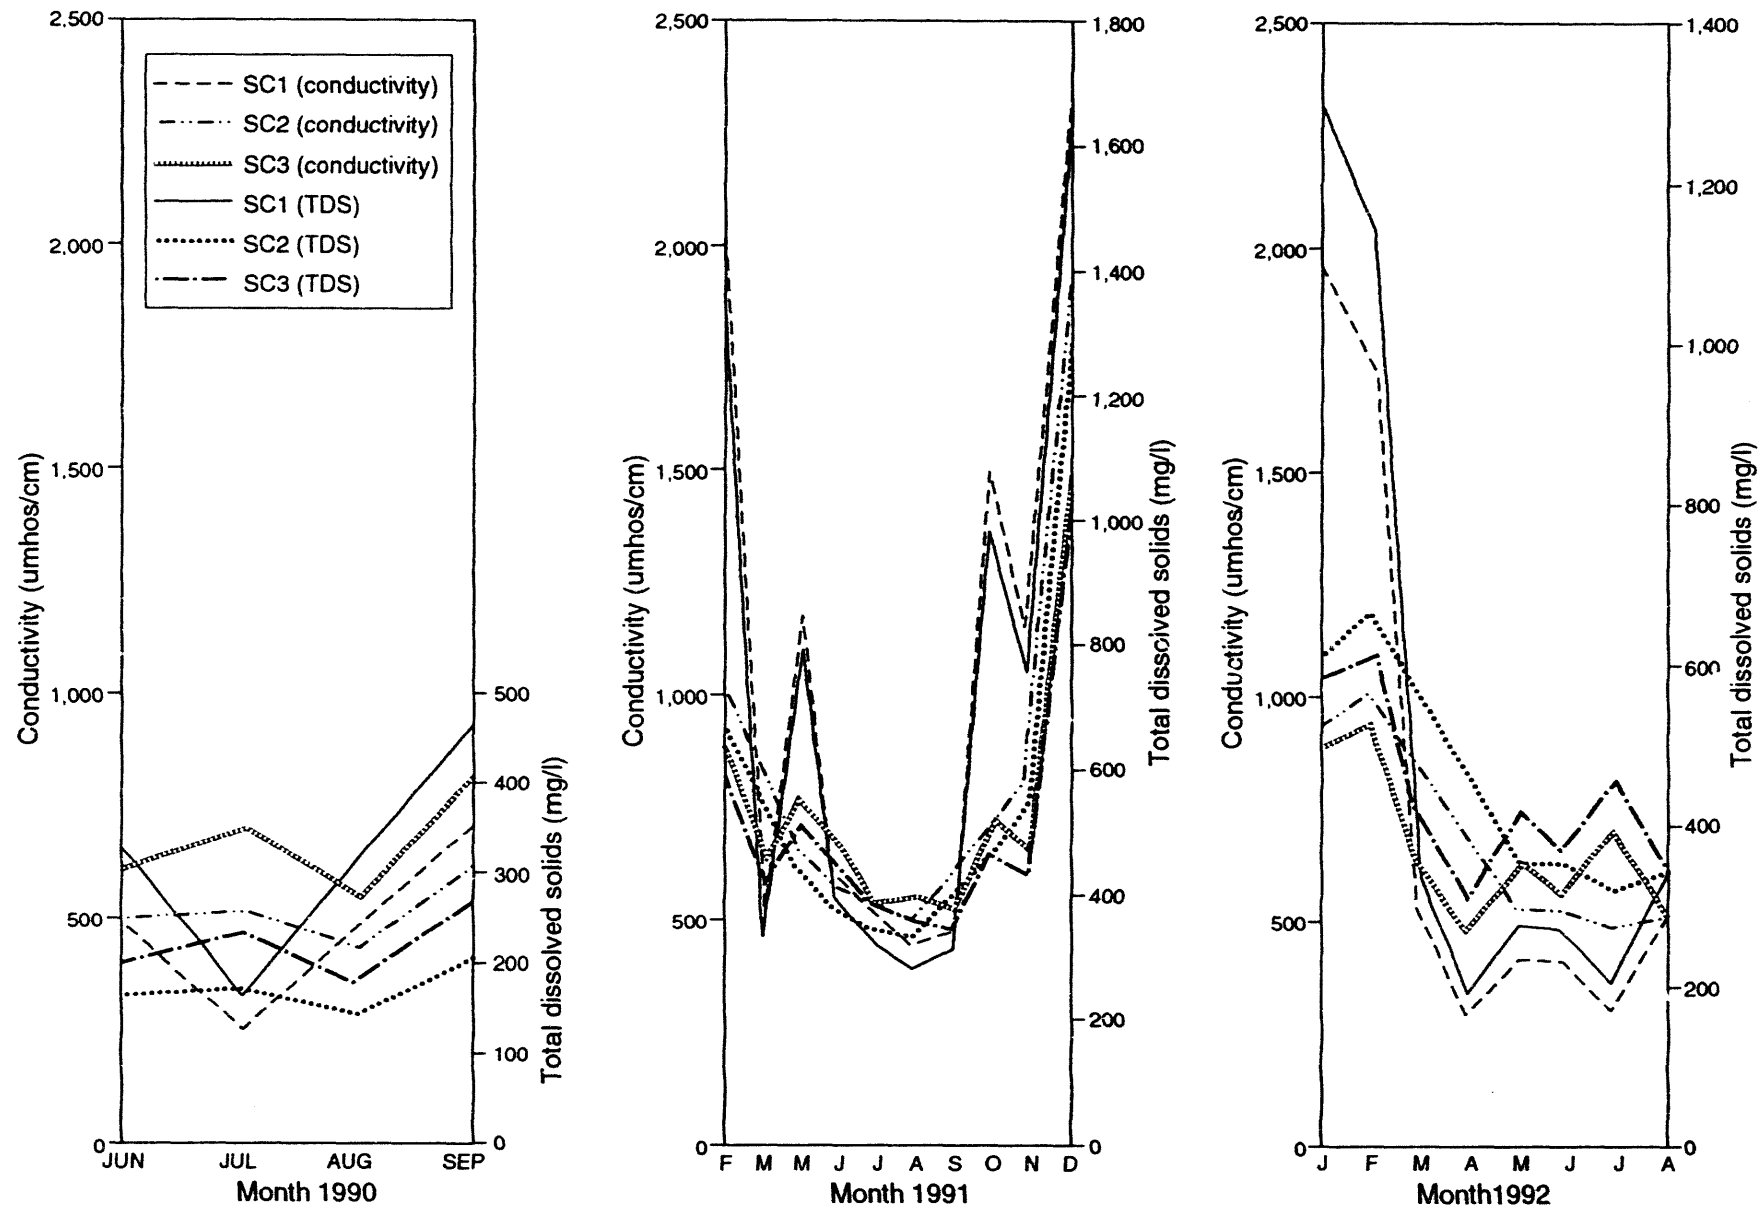 2,500
2,000
1,500
1,000
500
0
Conductivity (umhos/cm)
SC1 (conductivity)
SC2 (conductivity)
SC3 (conductivity)
SC1 (TDS)
SC2 (TDS)
SC3 (TDS)
500
400
300
200
100
0
Total dissolved solids (mg/l)
JUN JUL AUG SEP
Month 1990
2,500
2,000
1,500
1,000
500
0
Conductivity (umhos/cm)
1,800
1,600
1,400
1,200
1,000
800
600
400
200
0
Total dissolved solids (mg/l)
F M M J J A S O N D
Month 1991
2,500
2,000
1,500
1,000
500
0
Conductivity (umhos/cm)
1,400
1,200
1,000
800
600
400
200
0
Total dissolved solids (mg/l)
J F M A M J J A
Month1992